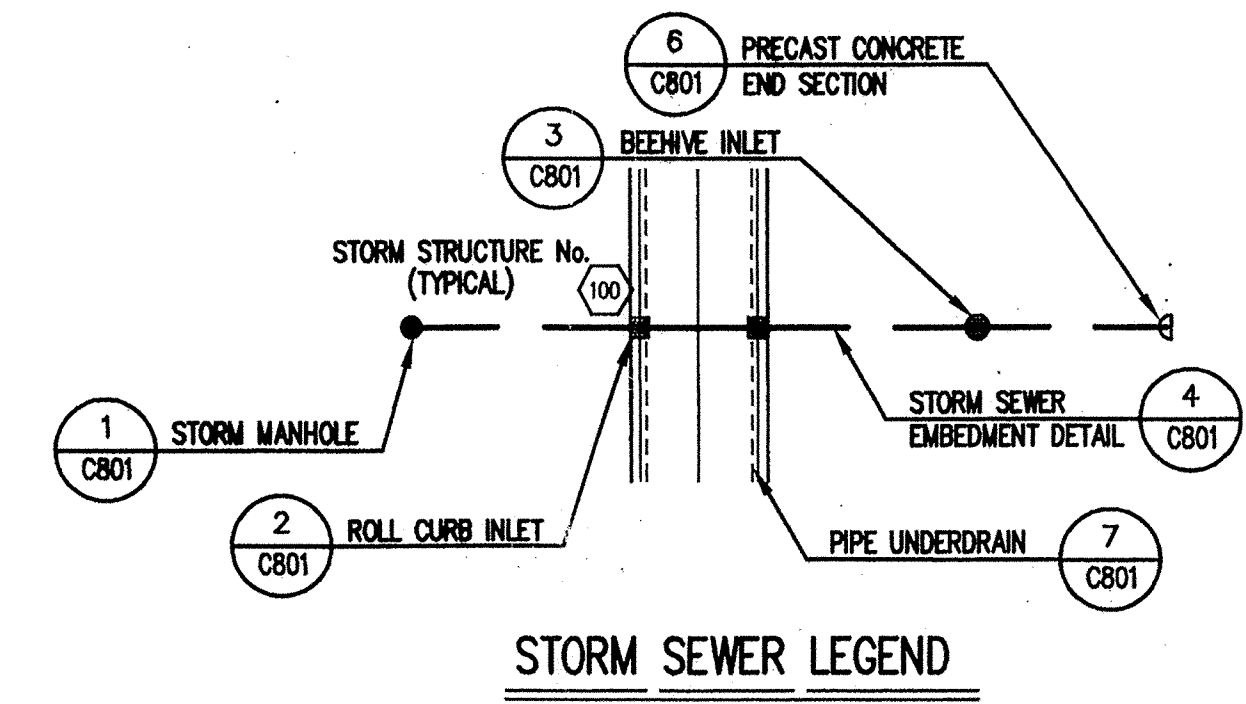 6
C801
PRECAST CONCRETE
END SECTION
3
C801
BEEHIVE INLET
STORM STRUCTURE No.
(TYPICAL)
100
1
C801
STORM MANHOLE
STORM SEWER
EMBEDMENT DETAIL
4
C801
2
C801
ROLL CURB INLET
PIPE UNDERDRAIN
7
C801
STORM SEWER LEGEND